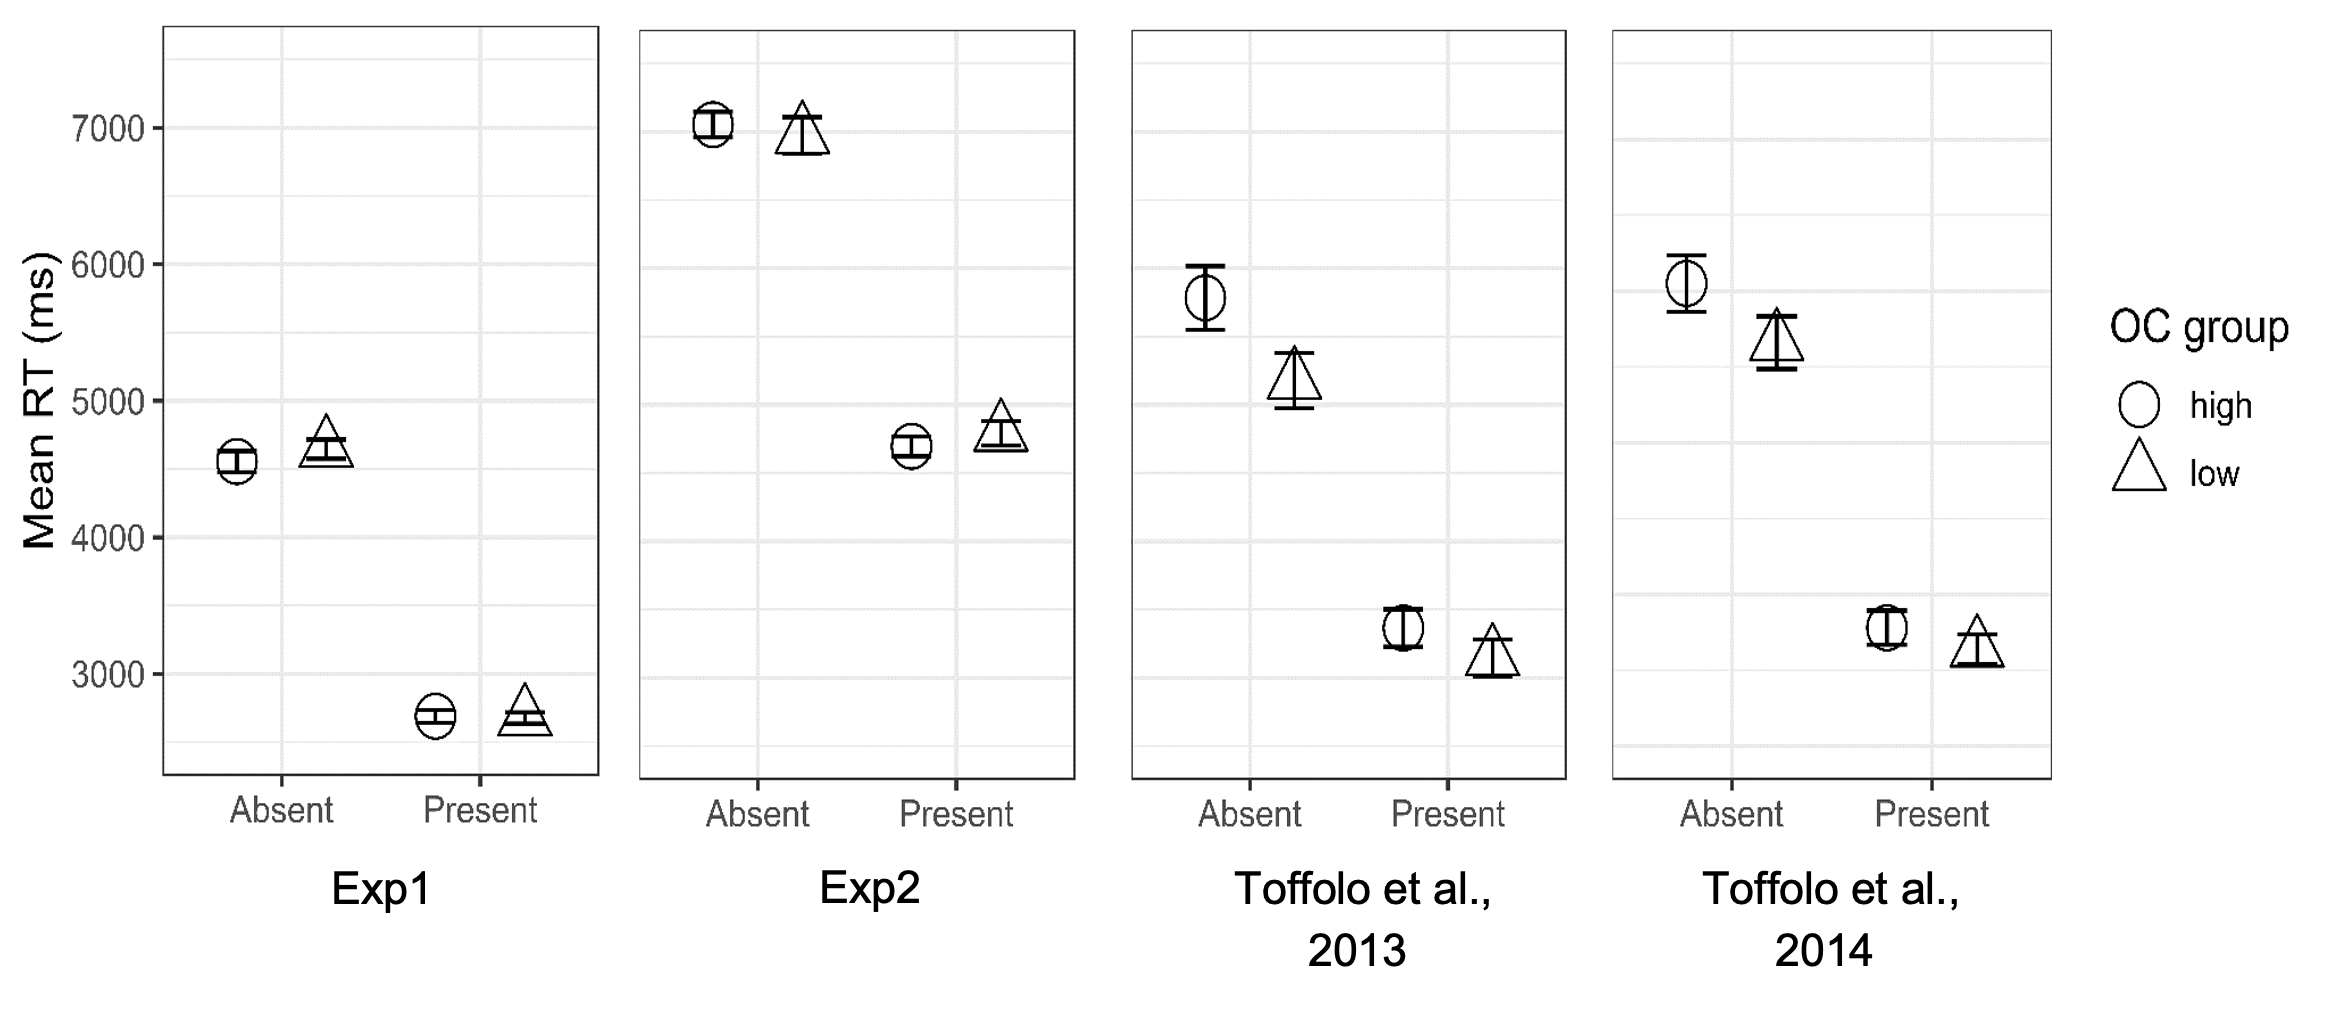 Mean RT (ms)
7000
6000
5000
4000
3000
Absent Present
Absent Present
Absent Present
Absent Present
Exp1
Exp2
Toffolo et al.,
2013
Toffolo et al.,
2014
OC group
high
low